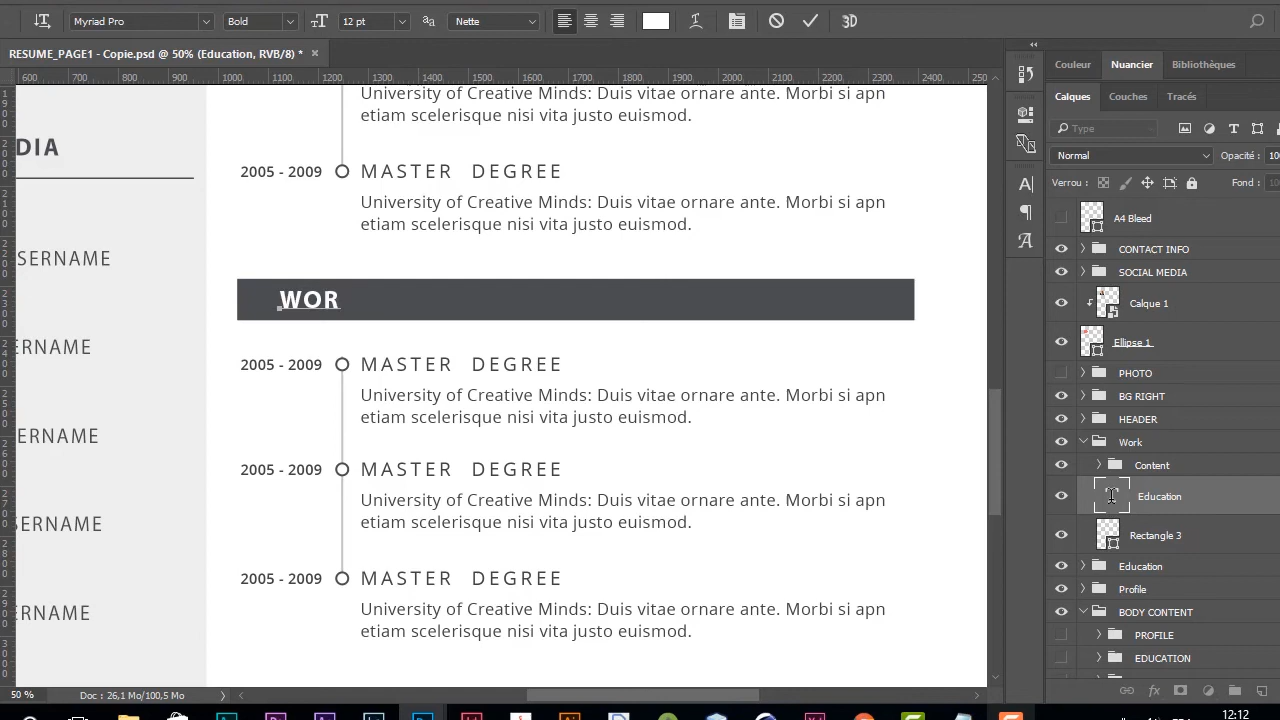 Myriad Pro Bold 12 pt aa Nette 3D
RESUME_PAGE1 - Copie.psd @ 50% (Education, RVB/8) * ×
600 700 800 900 1000 1100 1200 1300 1400 1500 1600 1700 1800 1900 2000 2100 2200 2300 2400 250
University of Creative Minds: Duis vitae ornare ante. Morbi si apn
etiam scelerisque nisi vita justo euismod.
DIA
2005 - 2009 MASTER DEGREE
University of Creative Minds: Duis vitae ornare ante. Morbi si apn
etiam scelerisque nisi vita justo euismod.
SERNAME
WOR
ERNAME
2005 - 2009 MASTER DEGREE
University of Creative Minds: Duis vitae ornare ante. Morbi si apn
etiam scelerisque nisi vita justo euismod.
ERNAME
2005 - 2009 MASTER DEGREE
University of Creative Minds: Duis vitae ornare ante. Morbi si apn
etiam scelerisque nisi vita justo euismod.
SERNAME
2005 - 2009 MASTER DEGREE
University of Creative Minds: Duis vitae ornare ante. Morbi si apn
etiam scelerisque nisi vita justo euismod.
ERNAME
50 % Doc : 26,1 Mo/100,5 Mo
Couleur Nuancier Bibliothèques
Calques Couches Tracés
Type
Normal Opacité : 10
Verrou : Fond : 10
A4 Bleed
CONTACT INFO
SOCIAL MEDIA
Calque 1
Ellipse 1
PHOTO
BG RIGHT
HEADER
Work
Content
Education
Rectangle 3
Education
Profile
BODY CONTENT
PROFILE
EDUCATION
fx
12:12